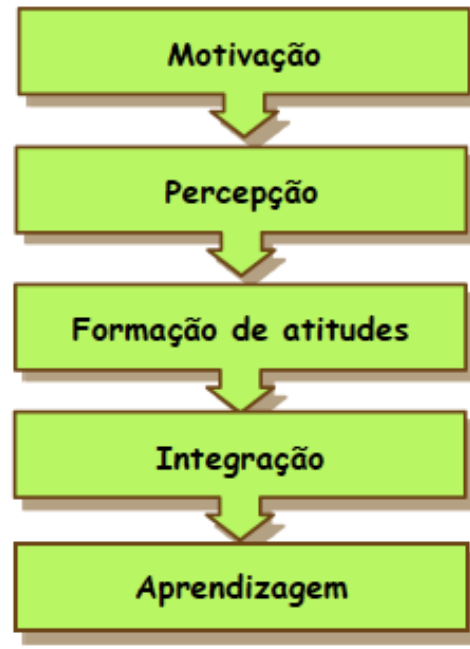 Motivação
Percepção
Formação de atitudes
Integração
Aprendizagem